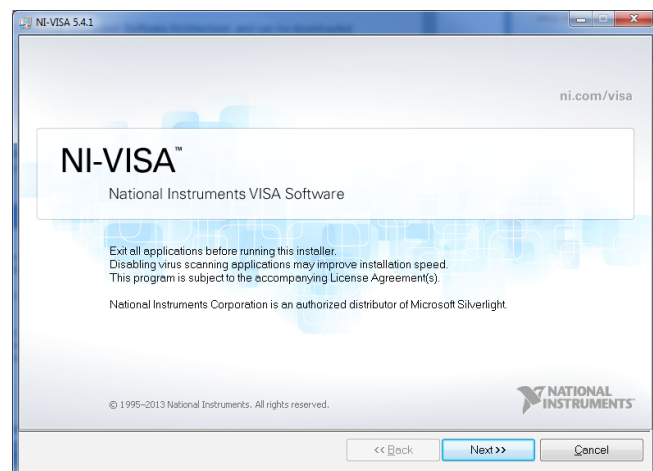 NI-VISA 5.4.1
ni.com/visa
NI-VISA™
National Instruments VISA Software
Exit all applications before running this installer.
Disabling virus scanning applications may improve installation speed.
This program is subject to the accompanying License Agreement(s).
National Instruments Corporation is an authorized distributor of Microsoft Silverlight.
© 1995–2013 National Instruments. All rights reserved.
NATIONAL
INSTRUMENTS
<< Back
Next >>
Cancel